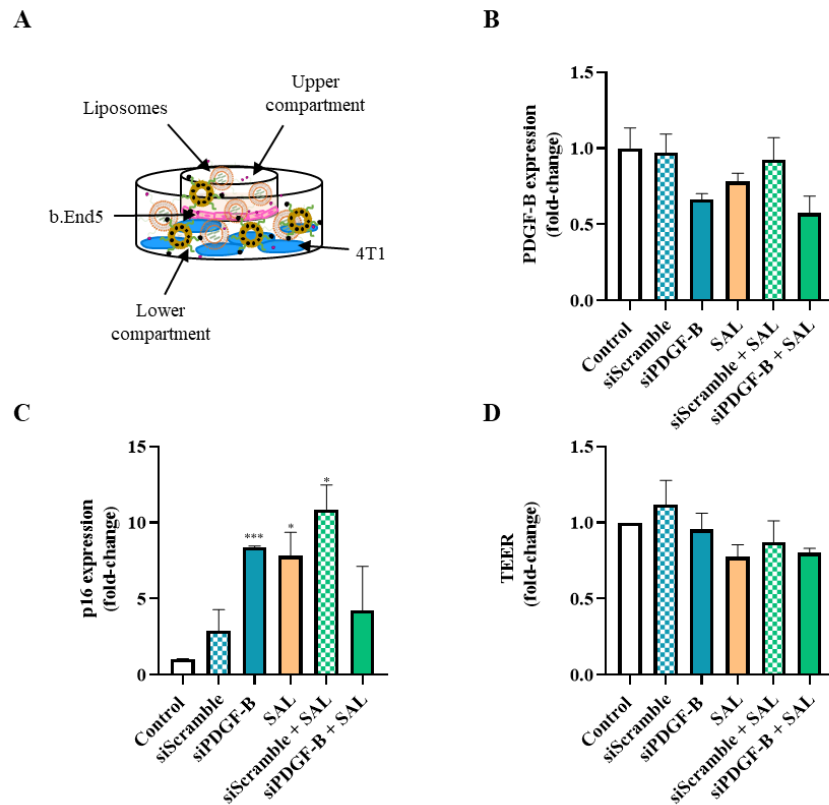 A
Liposomes
Upper
compartment
b.End5
4T1
Lower
compartment
B
PDGF-B expression
(fold-change)
1.5
1.0
0.5
0.0
Control
siScramble
siPDGF-B
SAL
siScramble + SAL
siPDGF-B + SAL
C
p16 expression
(fold-change)
15
10
5
0
***
*
*
Control
siScramble
siPDGF-B
SAL
siScramble + SAL
siPDGF-B + SAL
D
TEER
(fold-change)
1.5
1.0
0.5
0.0
Control
siScramble
siPDGF-B
SAL
siScramble + SAL
siPDGF-B + SAL